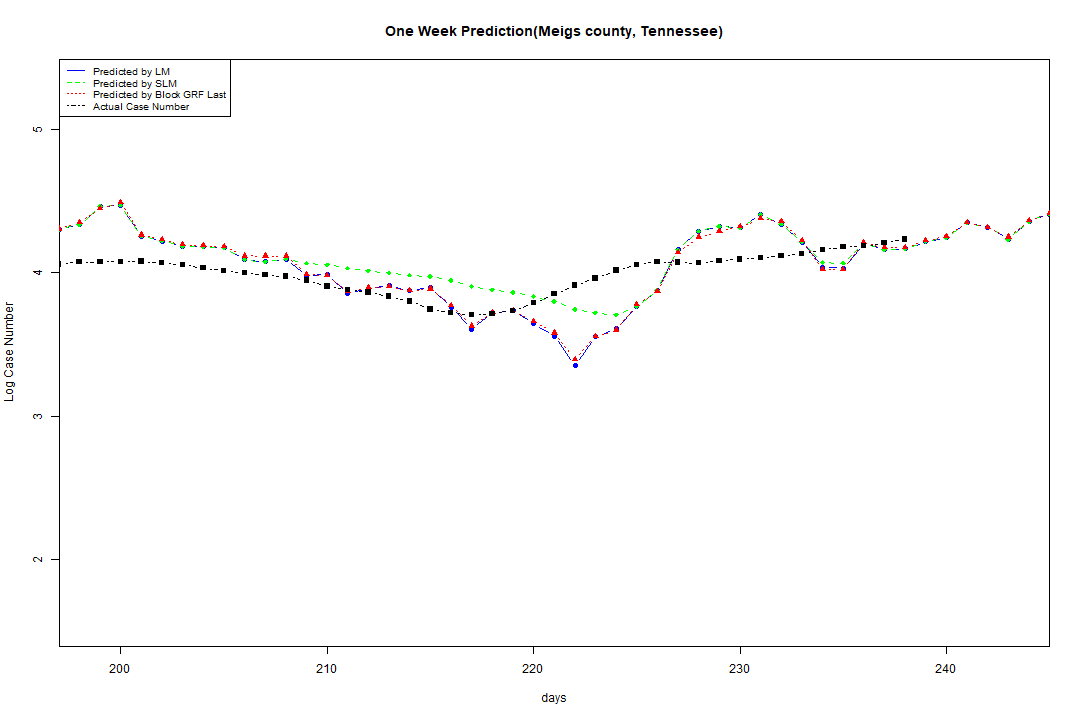 One Week Prediction(Meigs county, Tennessee)
Predicted by LM
Predicted by SLM
Predicted by Block GRF Last
Actual Case Number
5
4
3
2
Log Case Number
200 210 220 230 240
days